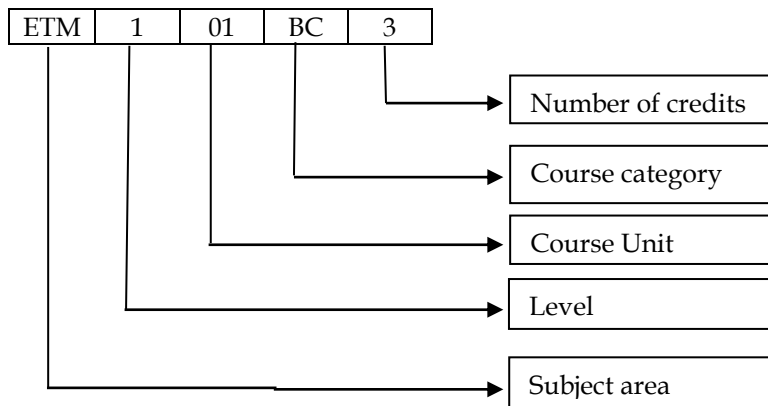 ETM 1 01 BC 3
Number of credits
Course category
Course Unit
Level
Subject area